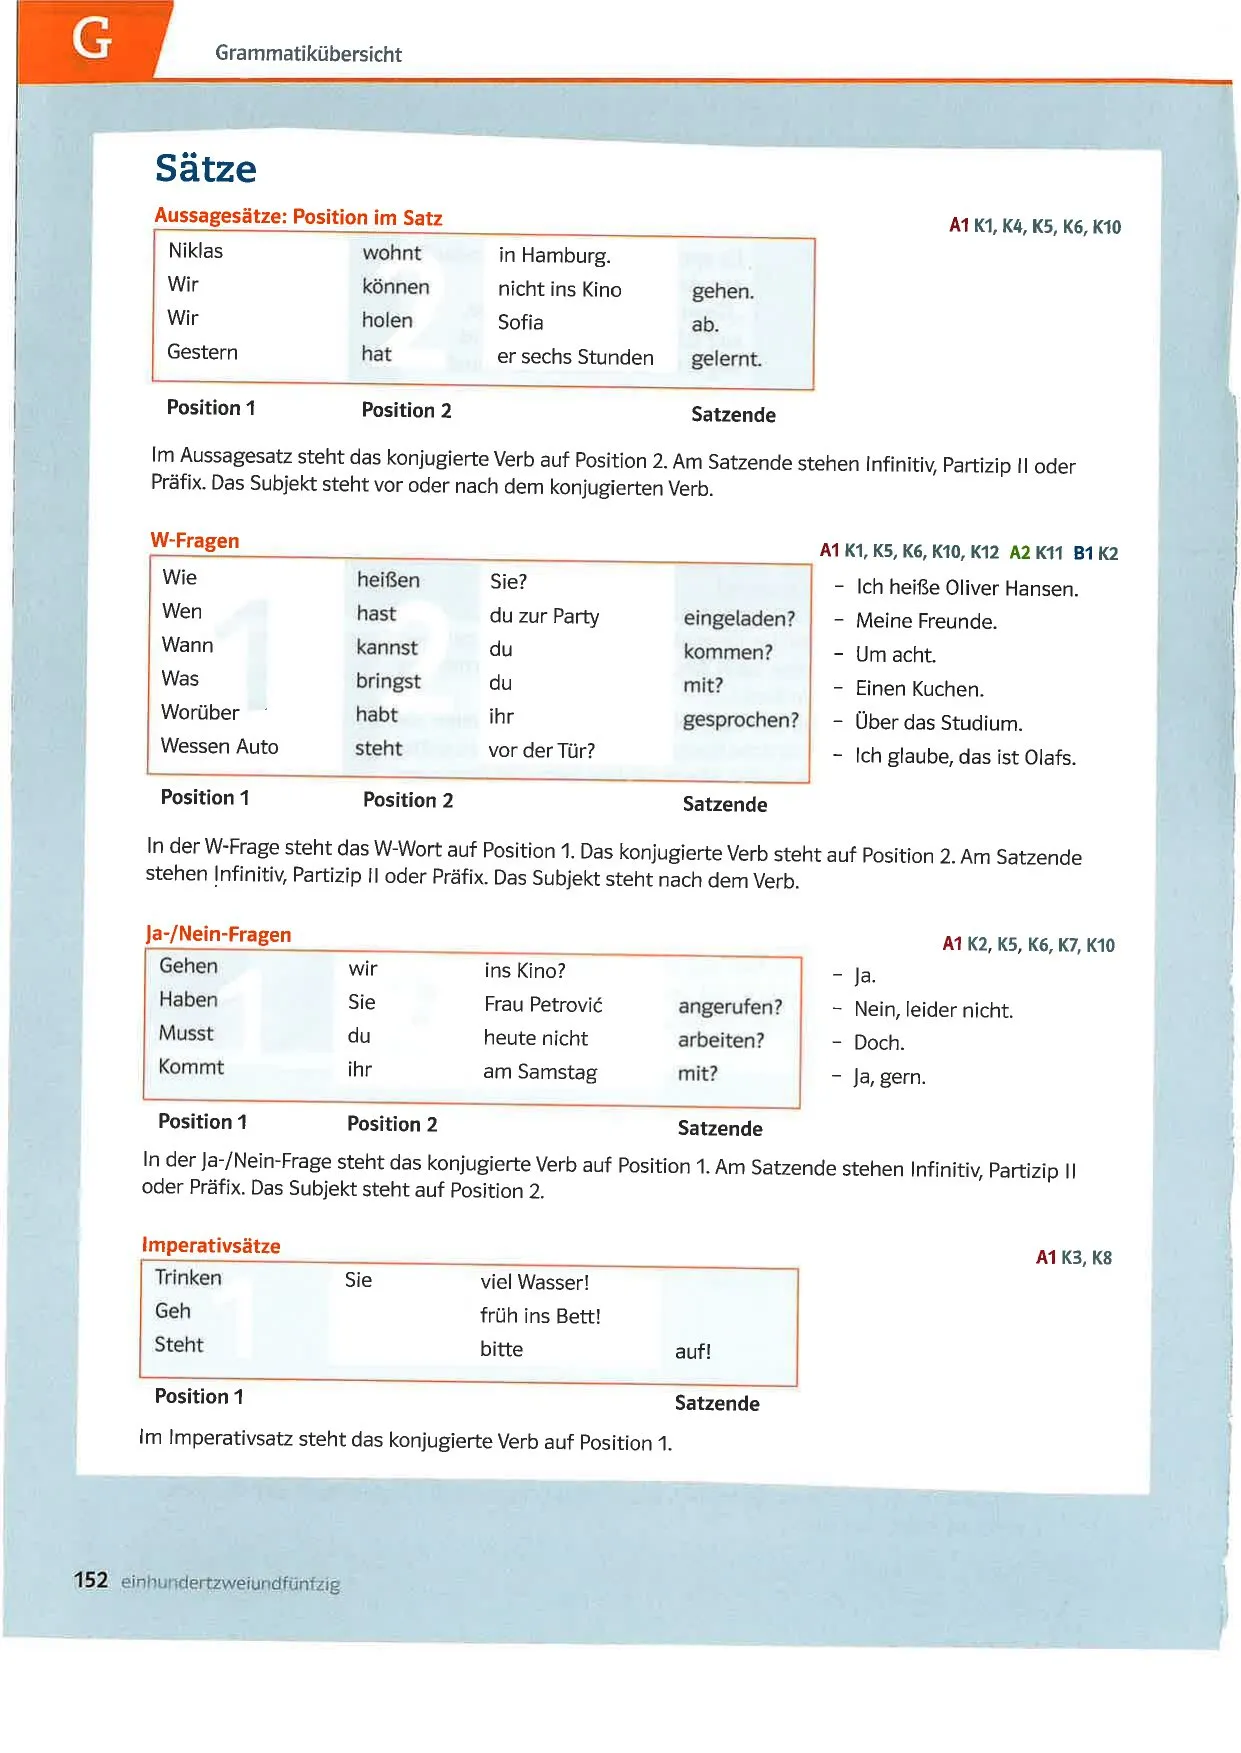 G
Grammatikübersicht
Sätze
Aussagesätze: Position im Satz
A1 K1, K4, K5, K6, K10
Niklas wohnt in Hamburg.
Wir können nicht ins Kino gehen.
Wir holen Sofia ab.
Gestern hat er sechs Stunden gelernt.
Position 1 Position 2 Satzende
Im Aussagesatz steht das konjugierte Verb auf Position 2. Am Satzende stehen Infinitiv, Partizip II oder
Präfix. Das Subjekt steht vor oder nach dem konjugierten Verb.
W-Fragen
A1 K1, K5, K6, K10, K12 A2 K11 B1 K2
Wie heißen Sie? – Ich heiße Oliver Hansen.
Wen hast du zur Party eingeladen? – Meine Freunde.
Wann kannst du kommen? – Um acht.
Was bringst du mit? – Einen Kuchen.
Worüber habt ihr gesprochen? – Über das Studium.
Wessen Auto steht vor der Tür? – Ich glaube, das ist Olafs.
Position 1 Position 2 Satzende
In der W-Frage steht das W-Wort auf Position 1. Das konjugierte Verb steht auf Position 2. Am Satzende
stehen Infinitiv, Partizip II oder Präfix. Das Subjekt steht nach dem Verb.
Ja-/Nein-Fragen
A1 K2, K5, K6, K7, K10
Gehen wir ins Kino? – Ja.
Haben Sie Frau Petrović angerufen? – Nein, leider nicht.
Musst du heute nicht arbeiten? – Doch.
Kommt ihr am Samstag mit? – Ja, gern.
Position 1 Position 2 Satzende
In der Ja-/Nein-Frage steht das konjugierte Verb auf Position 1. Am Satzende stehen Infinitiv, Partizip II
oder Präfix. Das Subjekt steht auf Position 2.
Imperativsätze
A1 K3, K8
Trinken Sie viel Wasser!
Geh früh ins Bett!
Steht bitte auf!
Position 1 Satzende
Im Imperativsatz steht das konjugierte Verb auf Position 1.
152 einhundertzweiundfünfzig